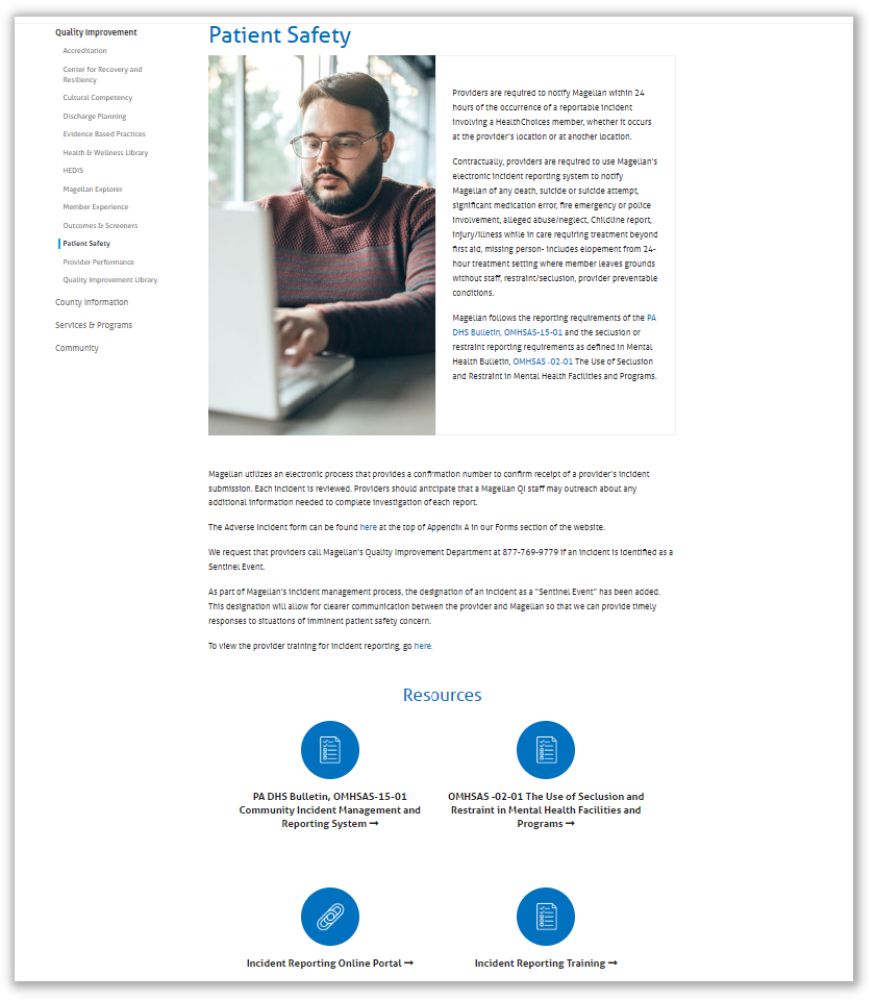 Quality Improvement
Accreditation
Center for Recovery and
Resiliency
Cultural Competency
Discharge Planning
Evidence Based Practices
Health & Wellness Library
HEDIS
Magellan Explorer
Member Experience
Outcomes & Screeners
Patient Safety
Provider Performance
Quality Improvement Library
County Information
Services & Programs
Community
Patient Safety
Providers are required to notify Magellan within 24
hours of the occurrence of a reportable incident
involving a HealthChoices member, whether it occurs
at the provider's location or at another location.
Contractually, providers are required to use Magellan's
electronic incident reporting system to notify
Magellan of any death, suicide or suicide attempt,
significant medication error, fire emergency or police
involvement, alleged abuse/neglect, Childline report,
injury/illness while in care requiring treatment beyond
first aid, missing person- includes elopement from 24-
hour treatment setting where member leaves grounds
without staff, restraint/seclusion, provider preventable
conditions.
Magellan follows the reporting requirements of the PA
DHS Bulletin, OMHSAS-15-01 and the seclusion or
restraint reporting requirements as defined in Mental
Health Bulletin, OMHSAS -02-01 The Use of Seclusion
and Restraint in Mental Health Facilities and Programs.
Magellan utilizes an electronic process that provides a confirmation number to confirm receipt of a provider's incident
submission. Each incident is reviewed. Providers should anticipate that a Magellan QI staff may outreach about any
additional information needed to complete investigation of each report.
The Adverse Incident form can be found here at the top of Appendix A in our Forms section of the website.
We request that providers call Magellan's Quality Improvement Department at 877-769-9779 if an incident is identified as a
Sentinel Event.
As part of Magellan's incident management process, the designation of an incident as a "Sentinel Event" has been added.
This designation will allow for clearer communication between the provider and Magellan so that we can provide timely
responses to situations of imminent patient safety concern.
To view the provider training for incident reporting, go here.
Resources
PA DHS Bulletin, OMHSAS-15-01
Community Incident Management and
Reporting System →
OMHSAS -02-01 The Use of Seclusion and
Restraint in Mental Health Facilities and
Programs →
Incident Reporting Online Portal →
Incident Reporting Training →